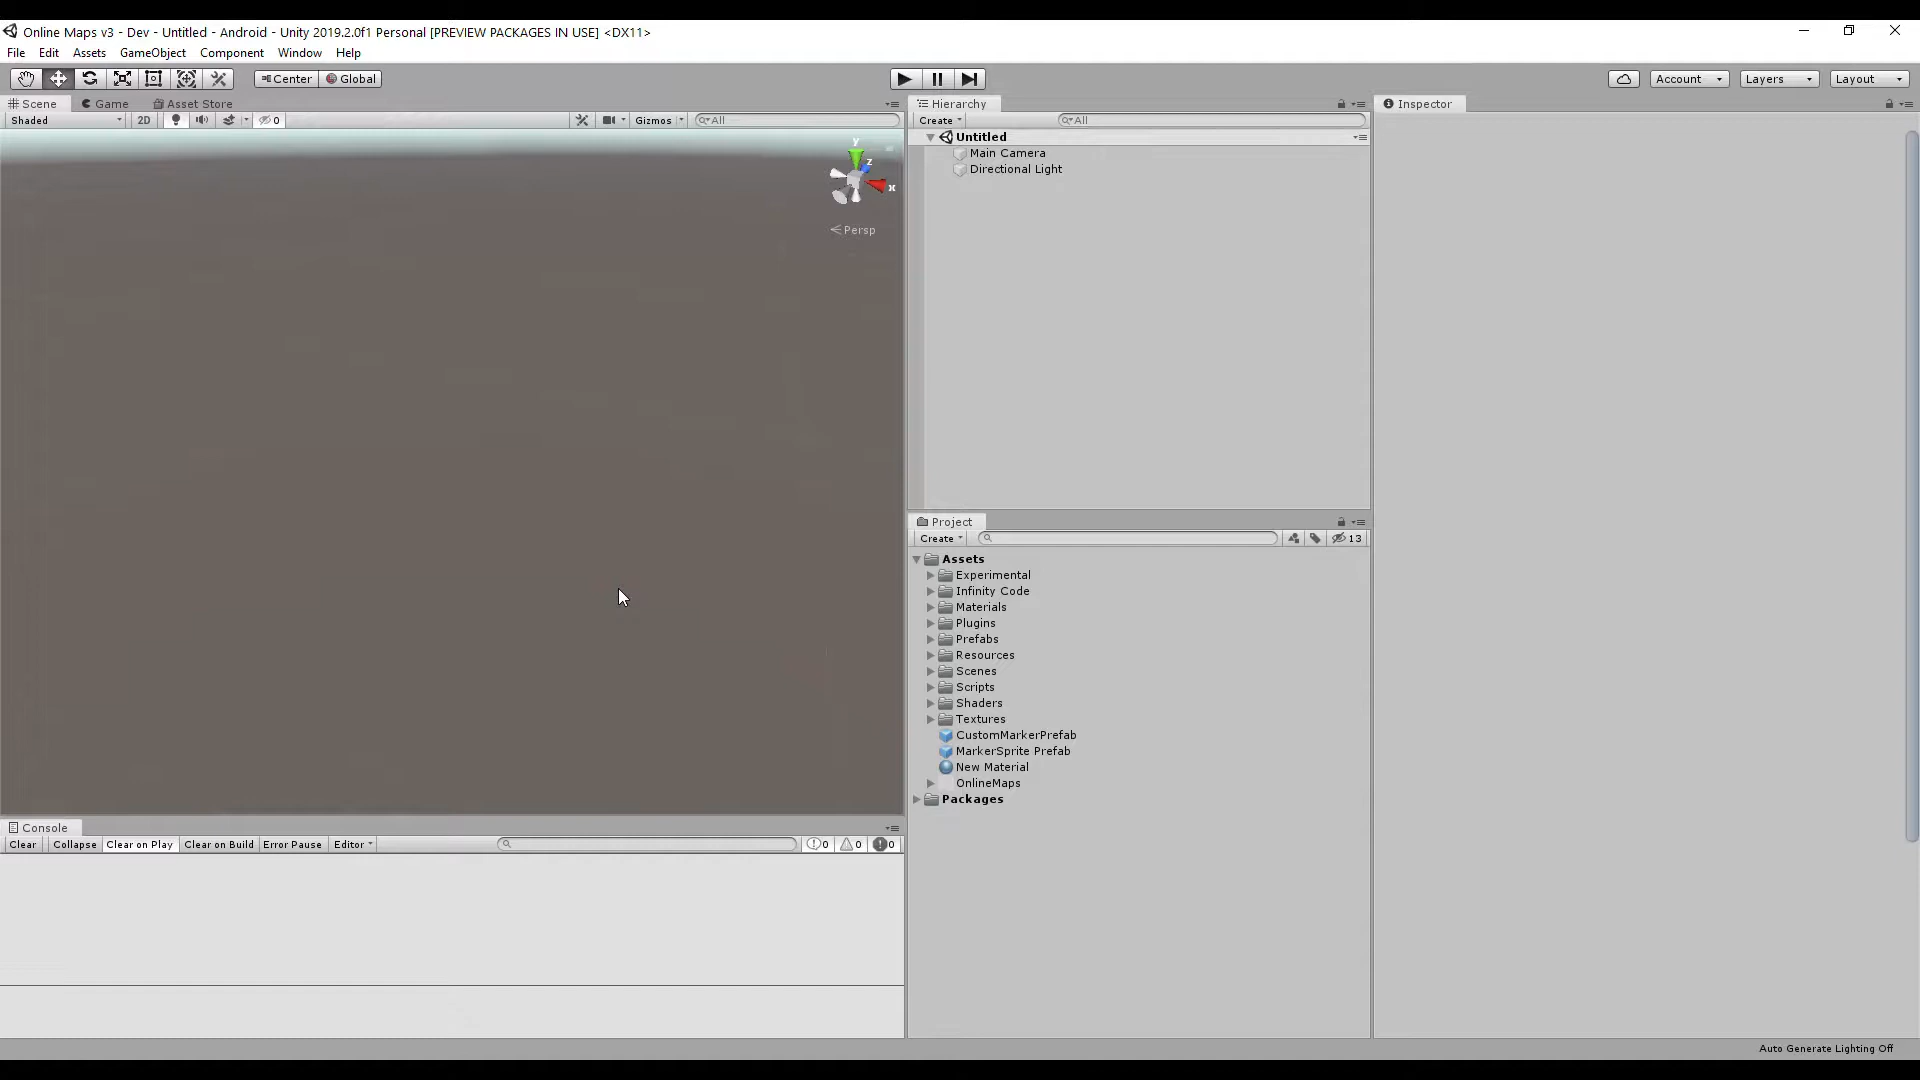 Online Maps v3 - Dev - Untitled - Android - Unity 2019.2.0f1 Personal [PREVIEW PACKAGES IN USE] <DX11>
File Edit Assets GameObject Component Window Help
Center Global Account Layers Layout
Scene Game Asset Store Hierarchy Inspector
Shaded 2D 0 Gizmos All Create All
y
z
x
Persp
Untitled
Main Camera
Directional Light
Project
Create 13
Assets
Experimental
Infinity Code
Materials
Plugins
Prefabs
Resources
Scenes
Scripts
Shaders
Textures
CustomMarkerPrefab
MarkerSprite Prefab
New Material
OnlineMaps
Packages
Console
Clear Collapse Clear on Play Clear on Build Error Pause Editor 0 0 0
Auto Generate Lighting Off